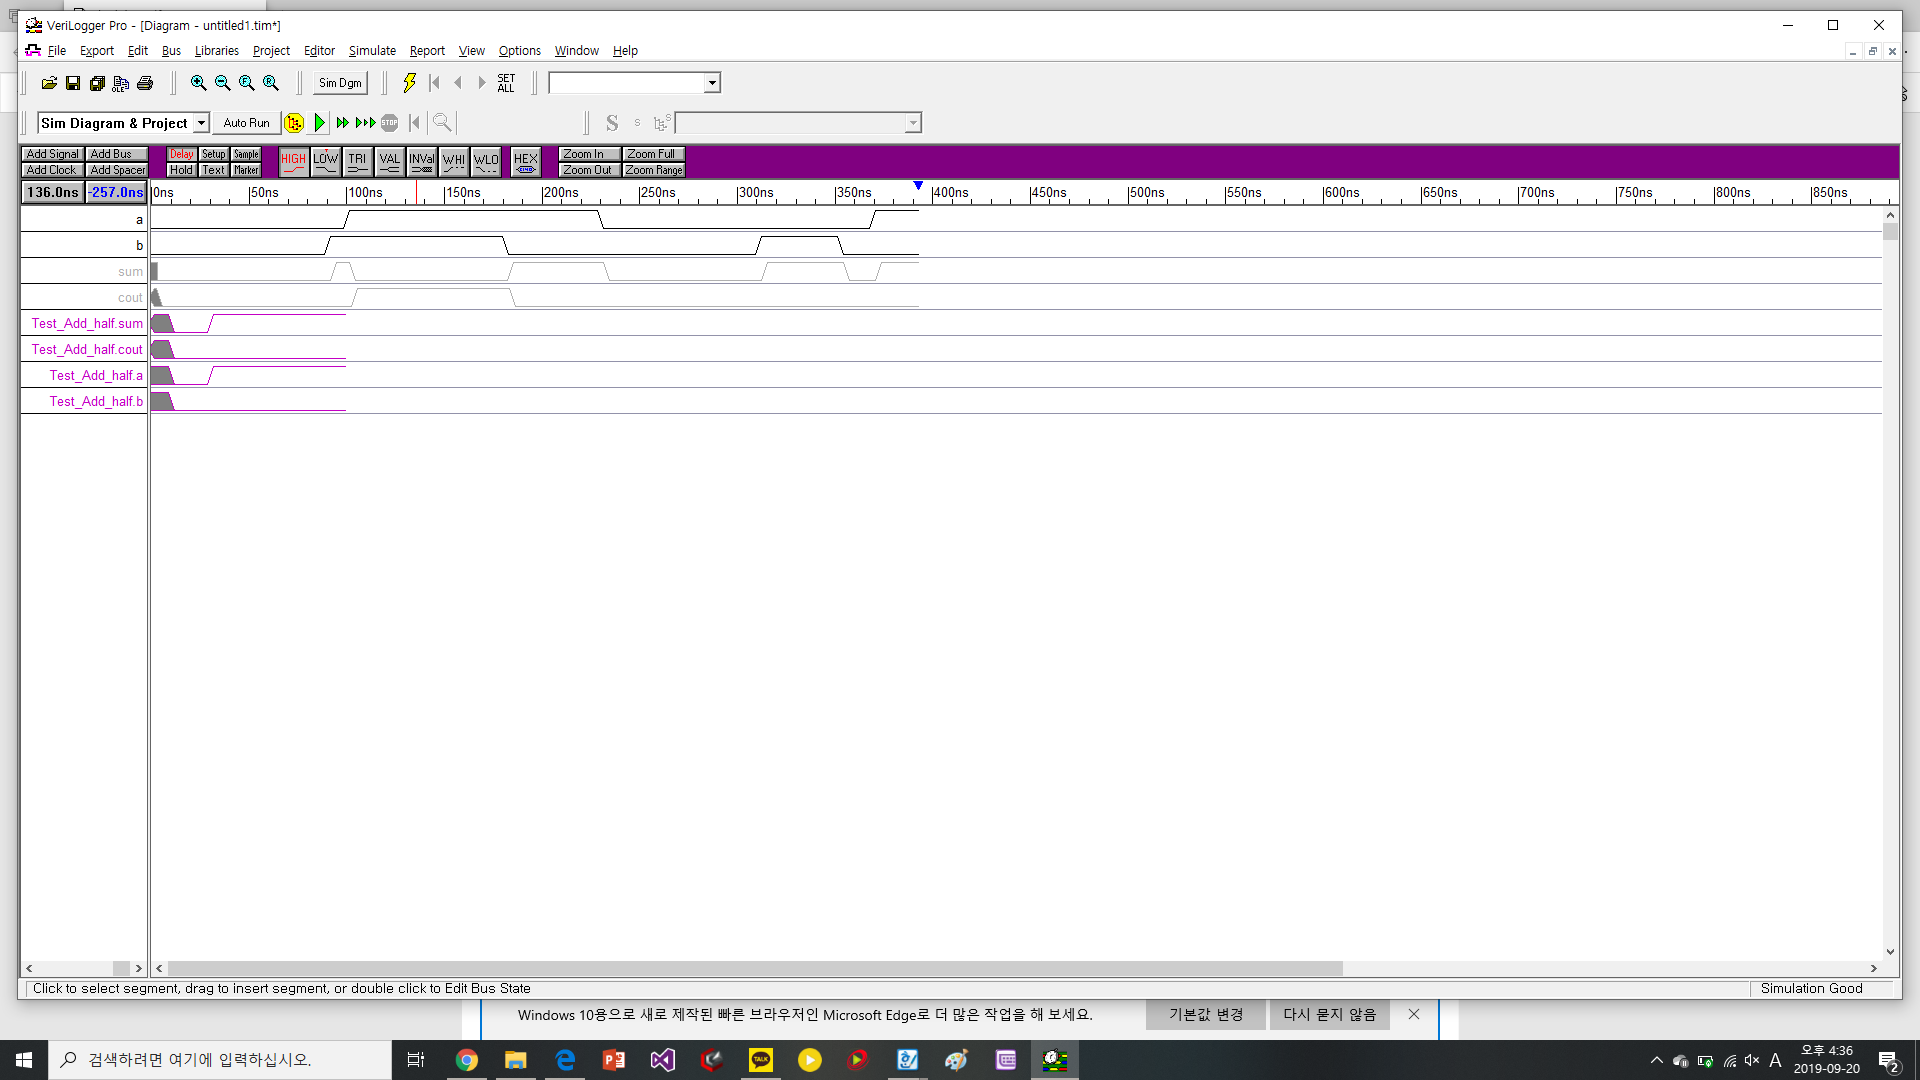 VeriLogger Pro - [Diagram - untitled1.tim*]
File Export Edit Bus Libraries Project Editor Simulate Report View Options Window Help
Sim Dgm
SET ALL
Sim Diagram & Project
Auto Run
STOP
S s
Add Signal Add Bus Delay Setup Sample HIGH LOW TRI VAL INVal WHI WLO HEX Zoom In Zoom Full
Add Clock Add Spacer Hold Text Marker Zoom Out Zoom Range
136.0ns -257.0ns 0ns 50ns 100ns 150ns 200ns 250ns 300ns 350ns 400ns 450ns 500ns 550ns 600ns 650ns 700ns 750ns 800ns 850ns
a
b
sum
cout
Test_Add_half.sum
Test_Add_half.cout
Test_Add_half.a
Test_Add_half.b
Click to select segment, drag to insert segment, or double click to Edit Bus State
Simulation Good
Windows 10용으로 새로 제작된 빠른 브라우저인 Microsoft Edge로 더 많은 작업을 해 보세요.
기본값 변경
다시 묻지 않음
검색하려면 여기에 입력하십시오.
TALK
A
오후 4:36
2019-09-20
2